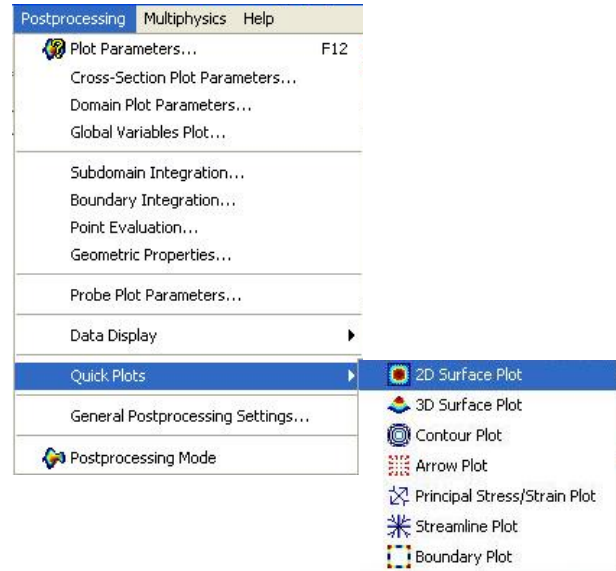 Postprocessing Multiphysics Help
Plot Parameters... F12
Cross-Section Plot Parameters...
Domain Plot Parameters...
Global Variables Plot...
Subdomain Integration...
Boundary Integration...
Point Evaluation...
Geometric Properties...
Probe Plot Parameters...
Data Display
Quick Plots
General Postprocessing Settings...
Postprocessing Mode
2D Surface Plot
3D Surface Plot
Contour Plot
Arrow Plot
Principal Stress/Strain Plot
Streamline Plot
Boundary Plot